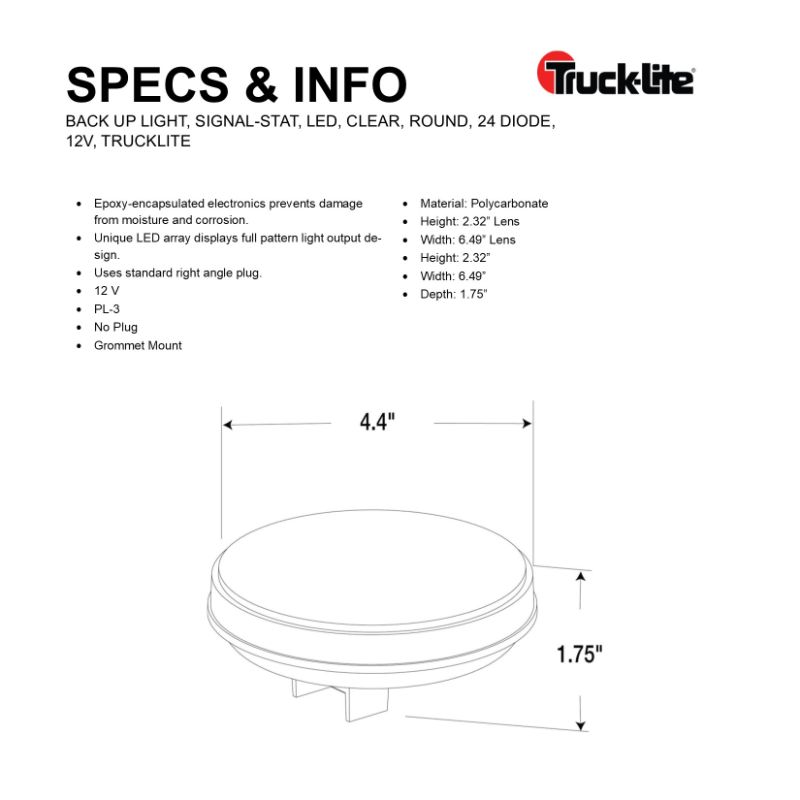 SPECS & INFO
Truck-Lite®
BACK UP LIGHT, SIGNAL-STAT, LED, CLEAR, ROUND, 24 DIODE,
12V, TRUCKLITE
• Epoxy-encapsulated electronics prevents damage
from moisture and corrosion.
• Unique LED array displays full pattern light output de-
sign.
• Uses standard right angle plug.
• 12 V
• PL-3
• No Plug
• Grommet Mount
• Material: Polycarbonate
• Height: 2.32” Lens
• Width: 6.49” Lens
• Height: 2.32”
• Width: 6.49”
• Depth: 1.75”
4.4"
1.75"